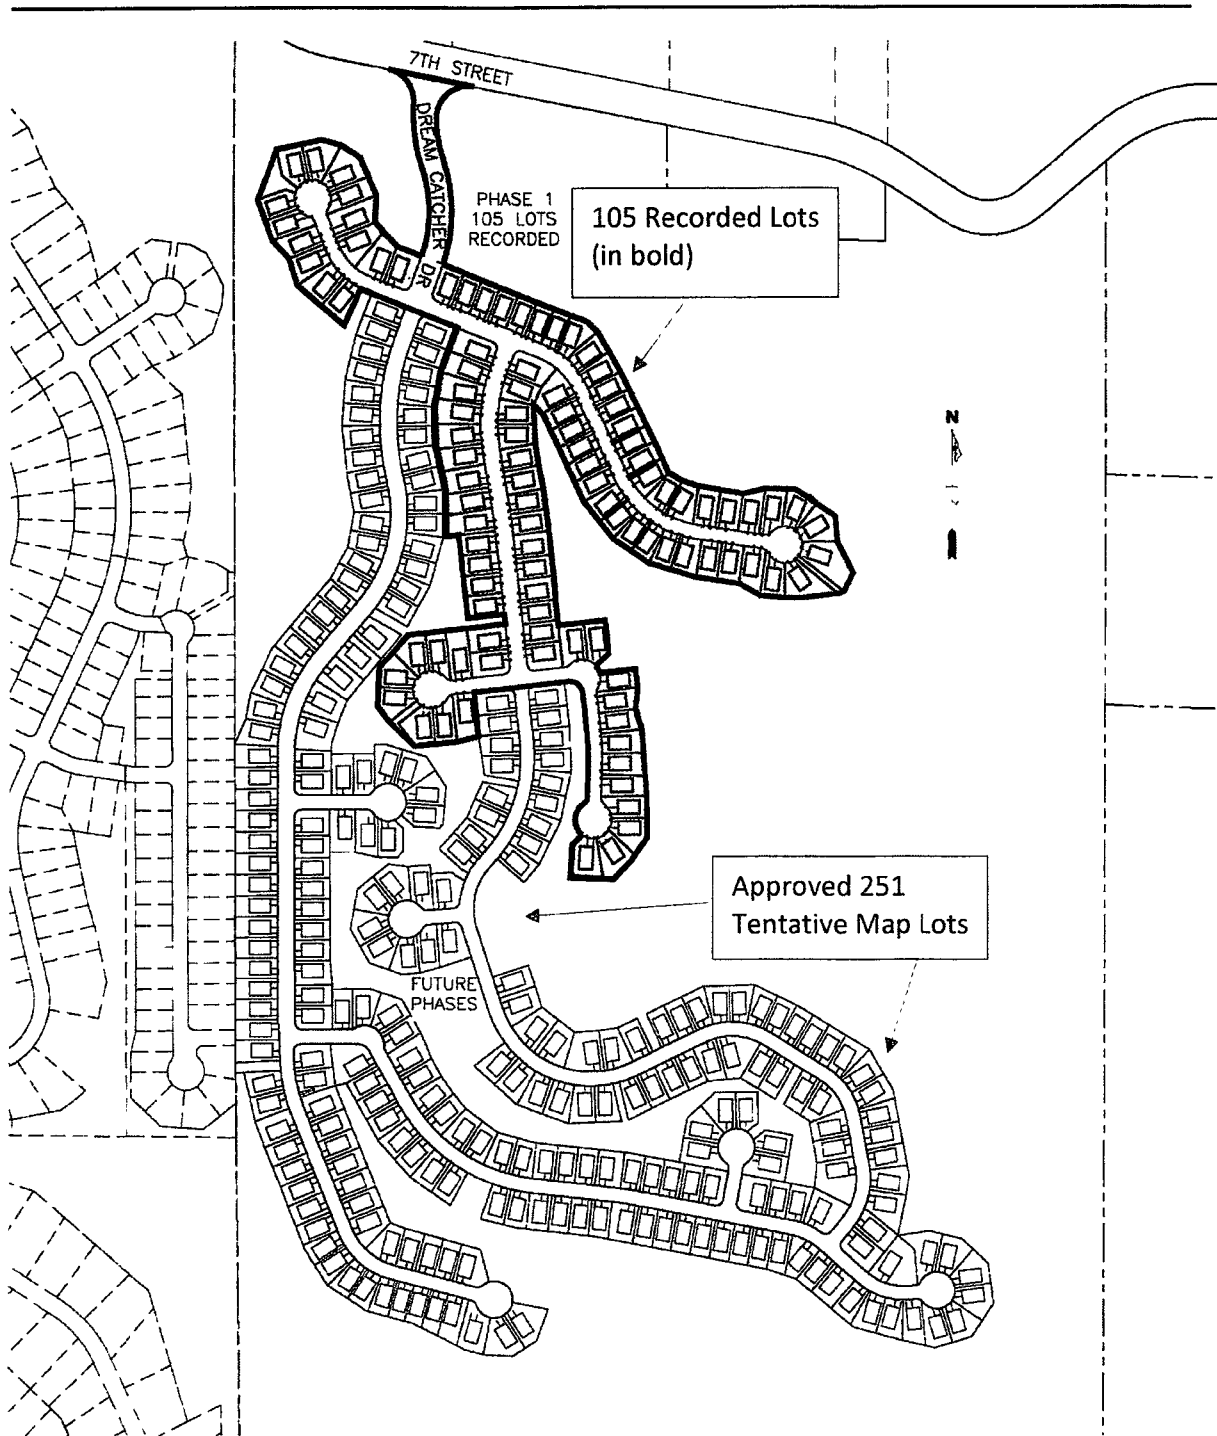 7TH STREET
DREAM CATCHER DR
PHASE 1
105 LOTS
RECORDED
105 Recorded Lots
(in bold)
N
Approved 251
Tentative Map Lots
FUTURE
PHASES